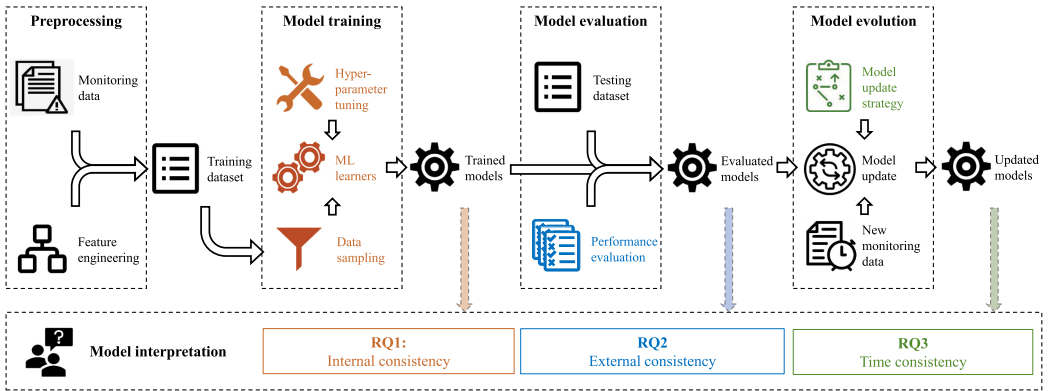 Preprocessing
Monitoring
data
Feature
engineering
Training
dataset
Model training
Hyper-
parameter
tuning
ML
learners
Data
sampling
Trained
models
Model evaluation
Testing
dataset
Performance
evaluation
Evaluated
models
Model evolution
Model
update
strategy
Model
update
New
monitoring
data
Updated
models
Model interpretation
RQ1:
Internal consistency
RQ2
External consistency
RQ3
Time consistency